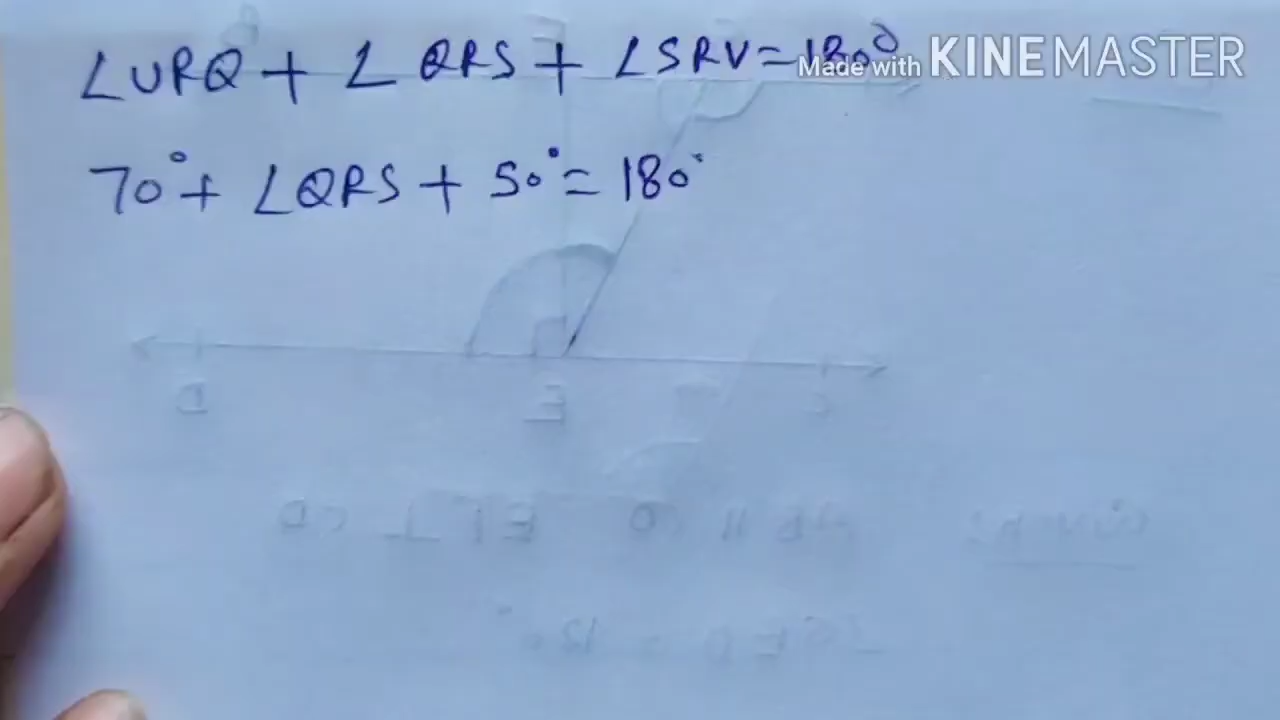 ∠URQ + ∠QRS + ∠SRV = 180°
Made with KINEMASTER
70° + ∠QRS + 50° = 180°